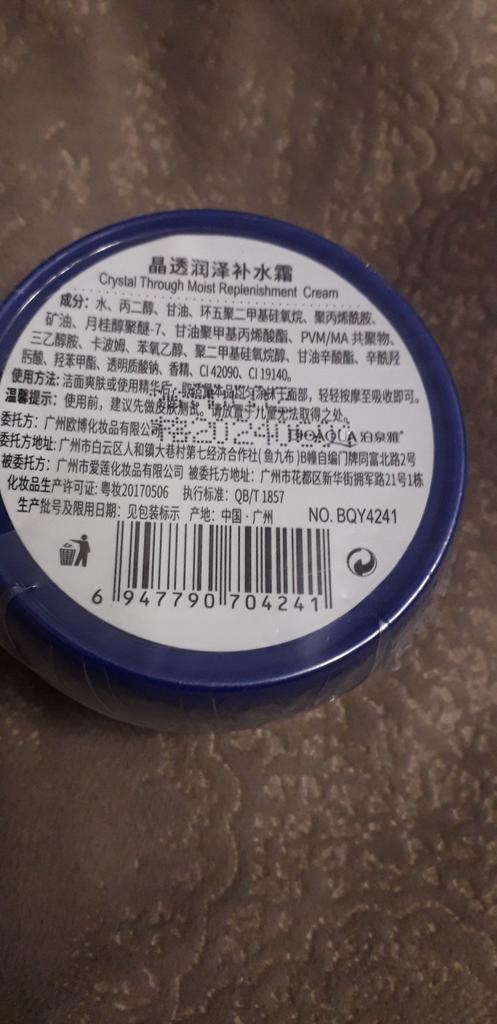 晶透润泽补水霜
Crystal Through Moist Replenishment Cream
成分：水、丙二醇、甘油、环五聚二甲基硅氧烷、聚丙烯酰胺、
矿油、月桂醇聚醚-7、甘油聚甲基丙烯酸酯、PVM/MA 共聚物、
三乙醇胺、卡波姆、苯氧乙醇、聚二甲基硅氧烷醇、甘油辛酸酯、辛酰羟
肟酸、羟苯甲酯、透明质酸钠、香精、CI 42090、CI 19140。
使用方法：洁面爽肤或使用精华后，取适量本品均匀涂抹于面部，轻轻按摩至吸收即可。
温馨提示：使用前，建议先做皮肤测试。请放置于儿童无法取得之处。
委托方：广州欧博化妆品有限公司 BIOAQUA 泊泉雅®
委托方地址：广州市白云区人和镇大巷村第七经济合作社(鱼九布)B幢自编门牌同富北路2号
被委托方：广州市爱莲化妆品有限公司 被委托方地址：广州市花都区新华街拥军路21号1栋
化妆品生产许可证：粤妆20170506 执行标准：QB/T 1857
生产批号及限用日期：见包装标示 产地：中国·广州 NO. BQY4241
6 947790 704241